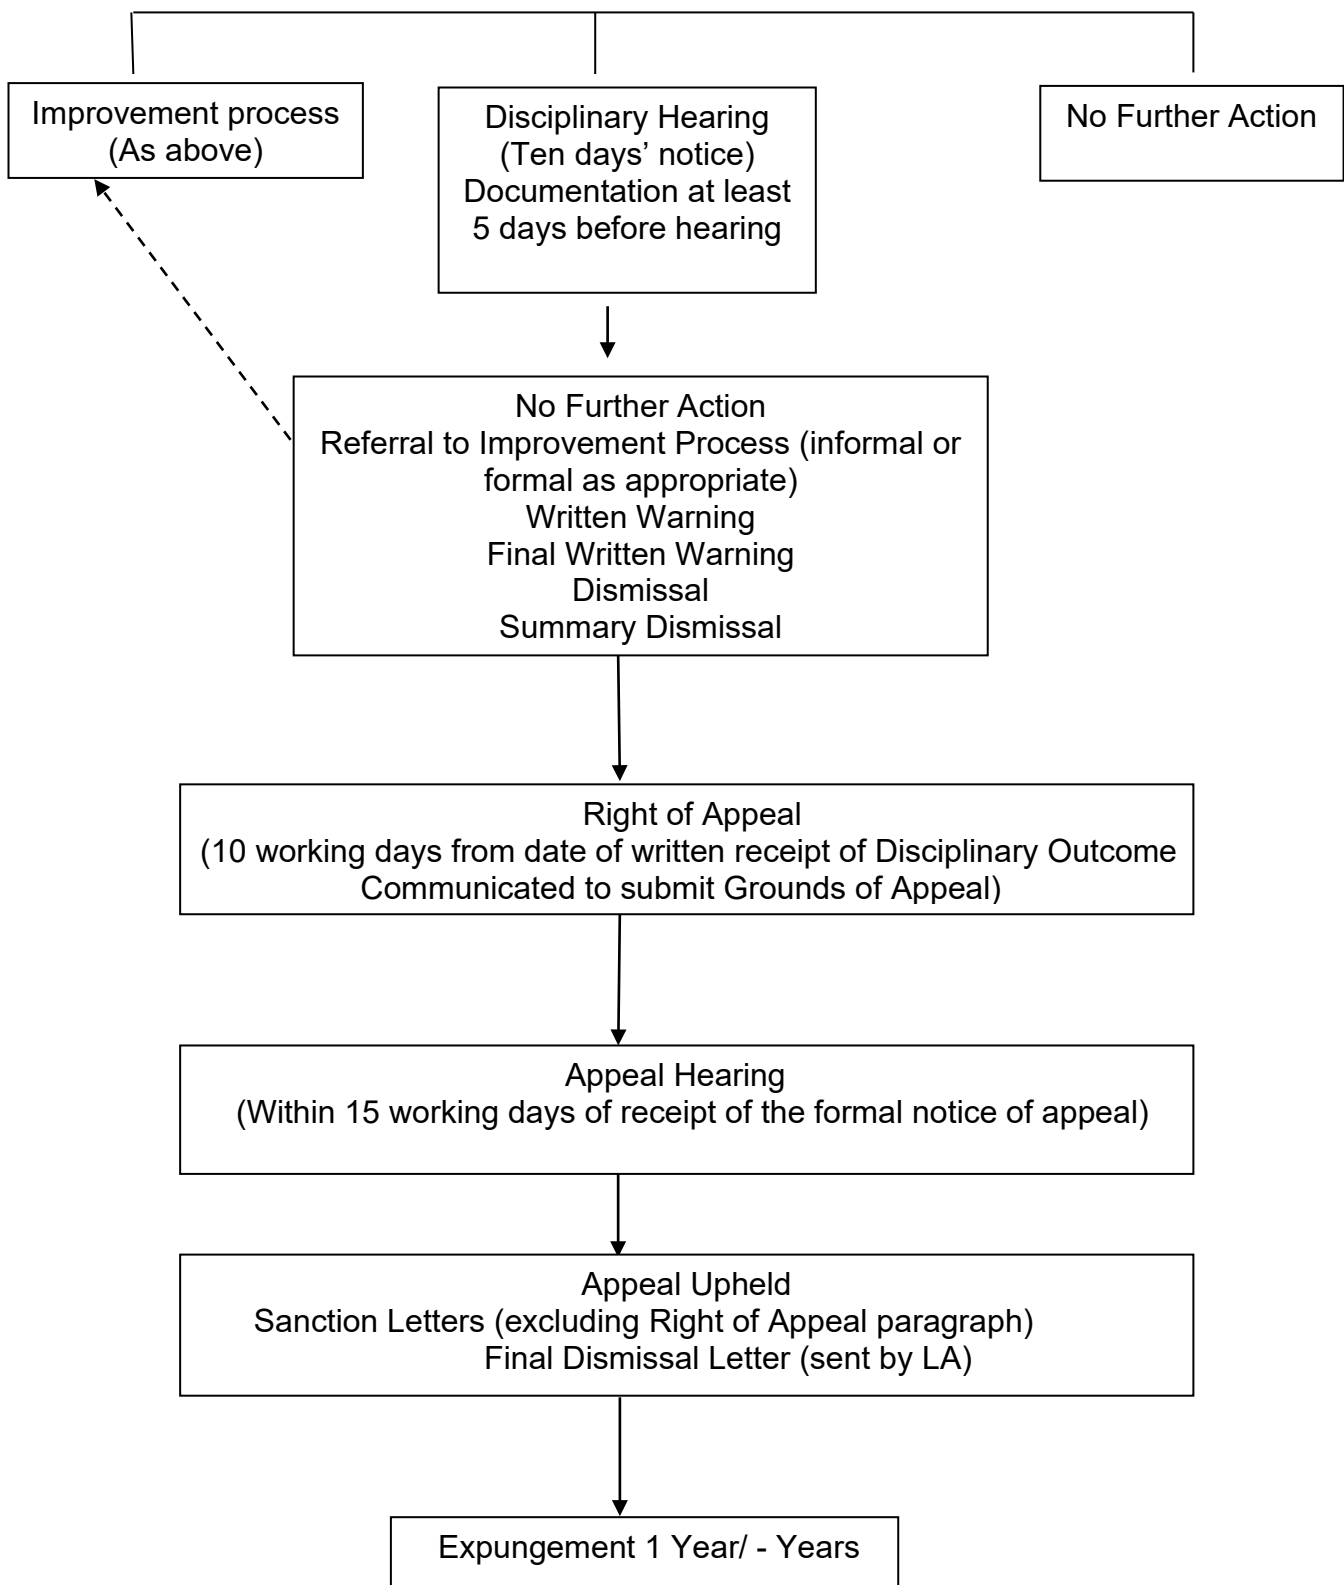 Improvement process
(As above)
Disciplinary Hearing
(Ten days’ notice)
Documentation at least
5 days before hearing
No Further Action
No Further Action
Referral to Improvement Process (informal or
formal as appropriate)
Written Warning
Final Written Warning
Dismissal
Summary Dismissal
Right of Appeal
(10 working days from date of written receipt of Disciplinary Outcome
Communicated to submit Grounds of Appeal)
Appeal Hearing
(Within 15 working days of receipt of the formal notice of appeal)
Appeal Upheld
Sanction Letters (excluding Right of Appeal paragraph)
Final Dismissal Letter (sent by LA)
Expungement 1 Year/ - Years